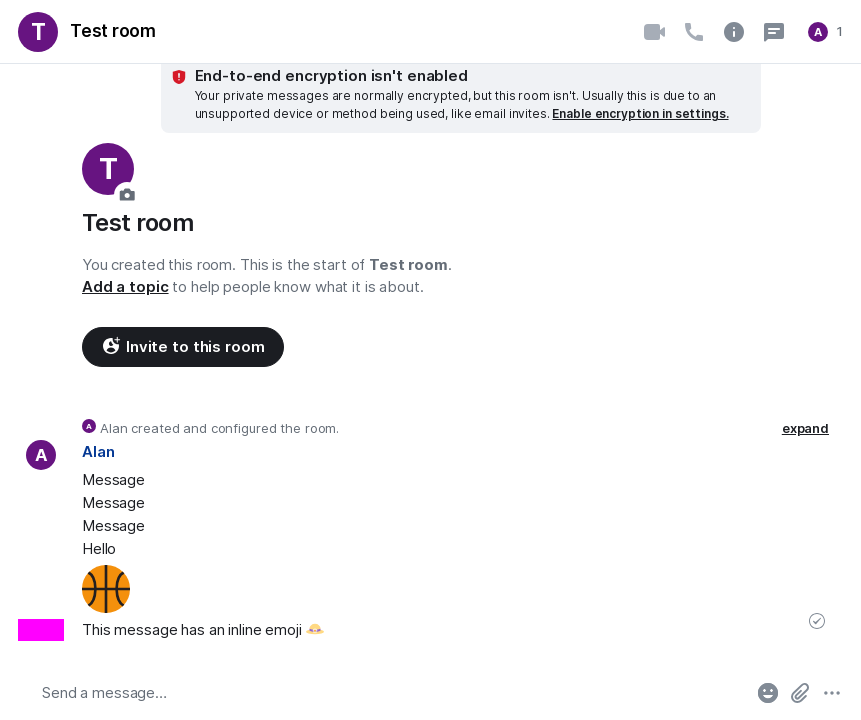 T Test room A 1
End-to-end encryption isn't enabled
Your private messages are normally encrypted, but this room isn't. Usually this is due to an
unsupported device or method being used, like email invites. Enable encryption in settings.
T
Test room
You created this room. This is the start of Test room.
Add a topic to help people know what it is about.
Invite to this room
A Alan created and configured the room. expand
A Alan
Message
Message
Message
Hello
This message has an inline emoji 👒
Send a message…